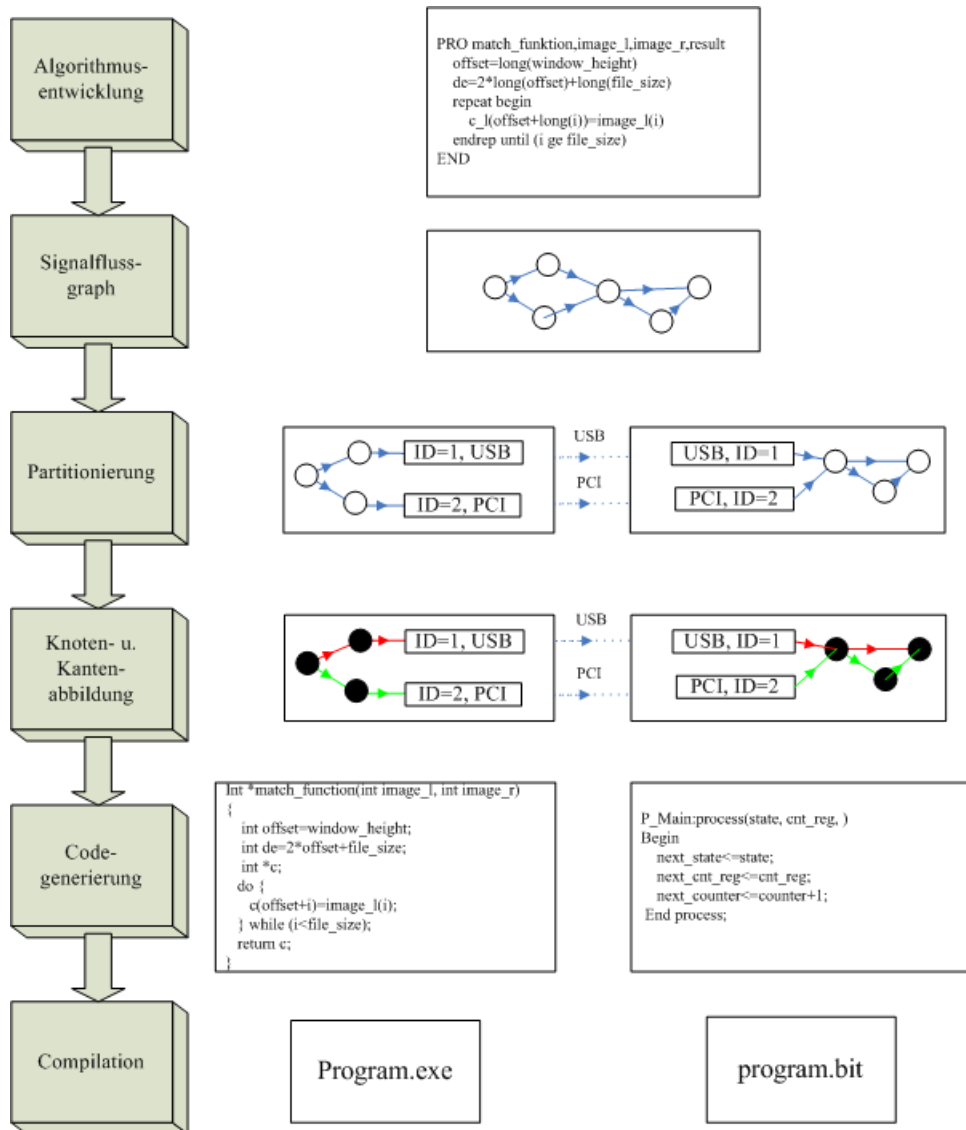 Algorithmus-
entwicklung
PRO match_funktion,image_l,image_r,result
offset=long(window_height)
de=2*long(offset)+long(file_size)
repeat begin
c_l(offset+long(i))=image_l(i)
endrep until (i ge file_size)
END
Signalfluss-
graph
Partitionierung
ID=1, USB
ID=2, PCI
USB
PCI
USB, ID=1
PCI, ID=2
Knoten- u.
Kanten-
abbildung
ID=1, USB
ID=2, PCI
USB
PCI
USB, ID=1
PCI, ID=2
Code-
generierung
Int *match_function(int image_l, int image_r)
{
int offset=window_height;
int de=2*offset+file_size;
int *c;
do {
c(offset+i)=image_l(i);
} while (i<file_size);
return c;
}
P_Main:process(state, cnt_reg, )
Begin
next_state<=state;
next_cnt_reg<=cnt_reg;
next_counter<=counter+1;
End process;
Compilation
Program.exe
program.bit